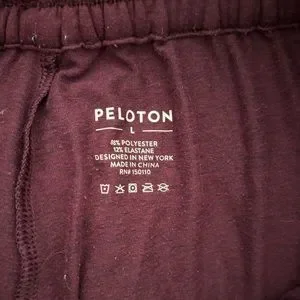 PELOTON
L
88% POLYESTER
12% ELASTANE
DESIGNED IN NEW YORK
MADE IN CHINA
RN# 150110